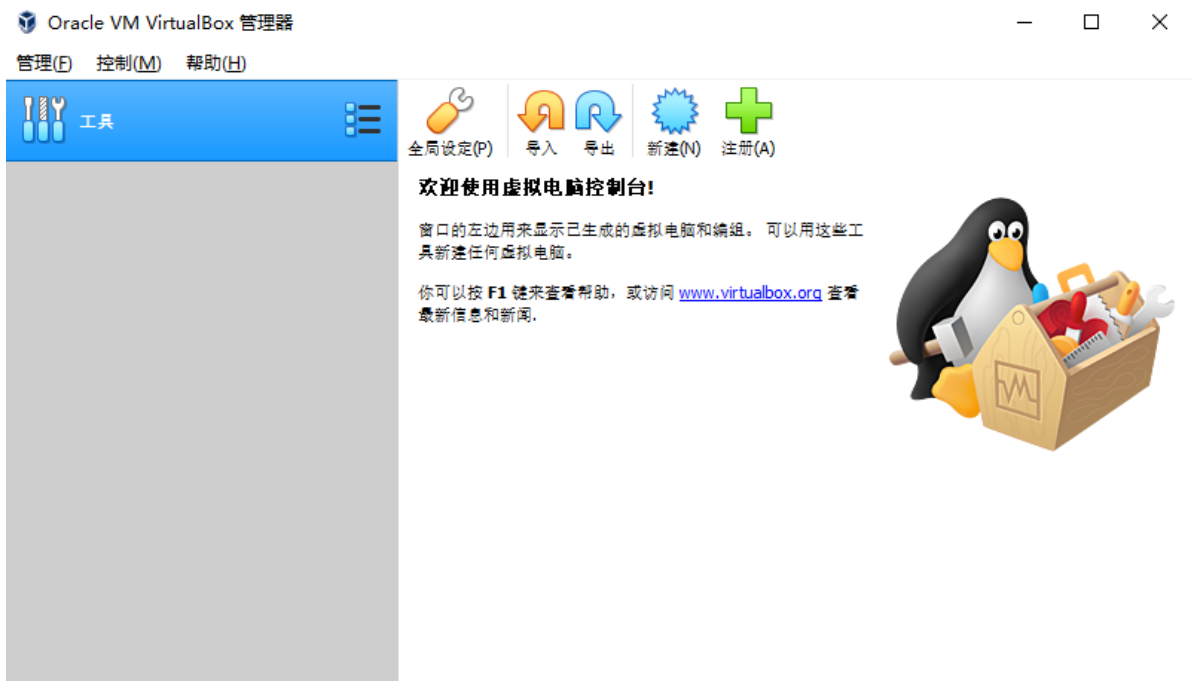 Oracle VM VirtualBox 管理器
管理(F) 控制(M) 帮助(H)
工具
全局设定(P) 导入 导出 新建(N) 注册(A)
欢迎使用虚拟电脑控制台!
窗口的左边用来显示已生成的虚拟电脑和编组。 可以用这些工
具新建任何虚拟电脑。
你可以按 F1 键来查看帮助，或访问 www.virtualbox.org 查看
最新信息和新闻.